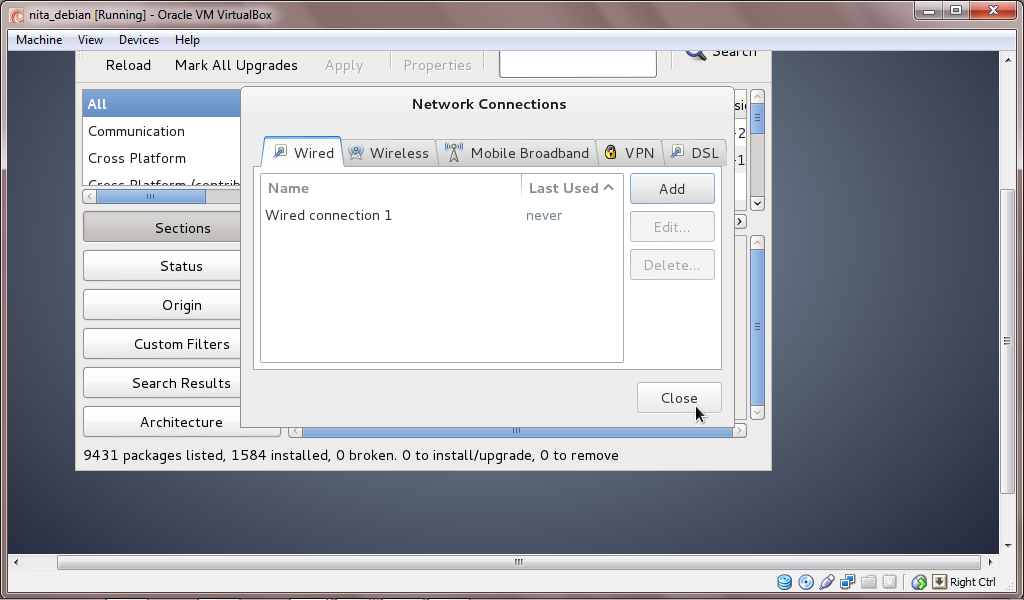 nita_debian [Running] - Oracle VM VirtualBox
Machine View Devices Help
Reload Mark All Upgrades Apply Properties Search
All
Communication
Cross Platform
Sections
Status
Origin
Custom Filters
Search Results
Architecture
Network Connections
Wired Wireless Mobile Broadband VPN DSL
Name Last Used
Wired connection 1 never
Add
Edit...
Delete...
Close
9431 packages listed, 1584 installed, 0 broken. 0 to install/upgrade, 0 to remove
Right Ctrl